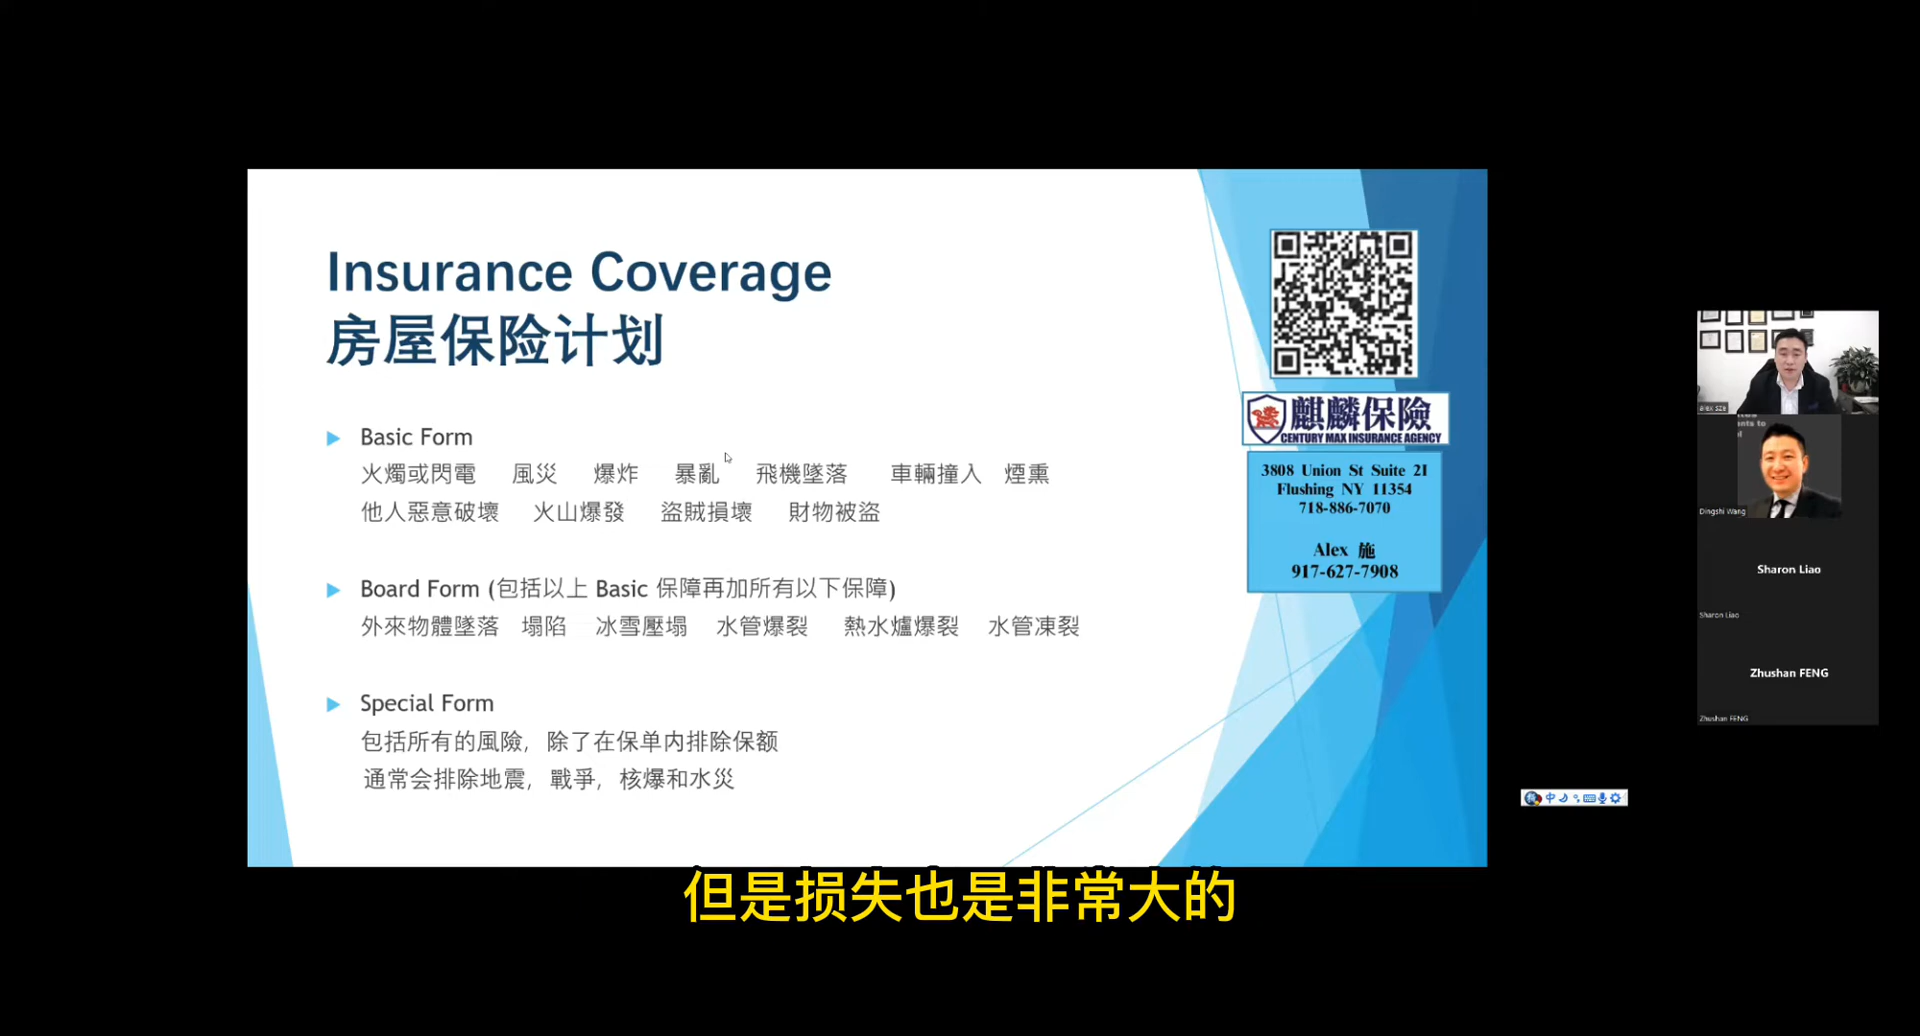 Insurance Coverage
房屋保险计划
Basic Form
火燭或閃電 風災 爆炸 暴亂 飛機墜落 車輛撞入 煙熏
他人惡意破壞 火山爆發 盜賊損壞 財物被盜
Board Form (包括以上 Basic 保障再加所有以下保障)
外來物體墜落 塌陷 冰雪壓塌 水管爆裂 熱水爐爆裂 水管凍裂
Special Form
包括所有的風險，除了在保单内排除保额
通常会排除地震，戰爭，核爆和水災
麒麟保險
CENTURY MAX INSURANCE AGENCY
3808 Union St Suite 2I
Flushing NY 11354
718-886-7070
Alex 施
917-627-7908
alex sze
Dingshi Wang
Sharon Liao
Sharon Liao
Zhushan FENG
Zhushan FENG
中
但是损失也是非常大的